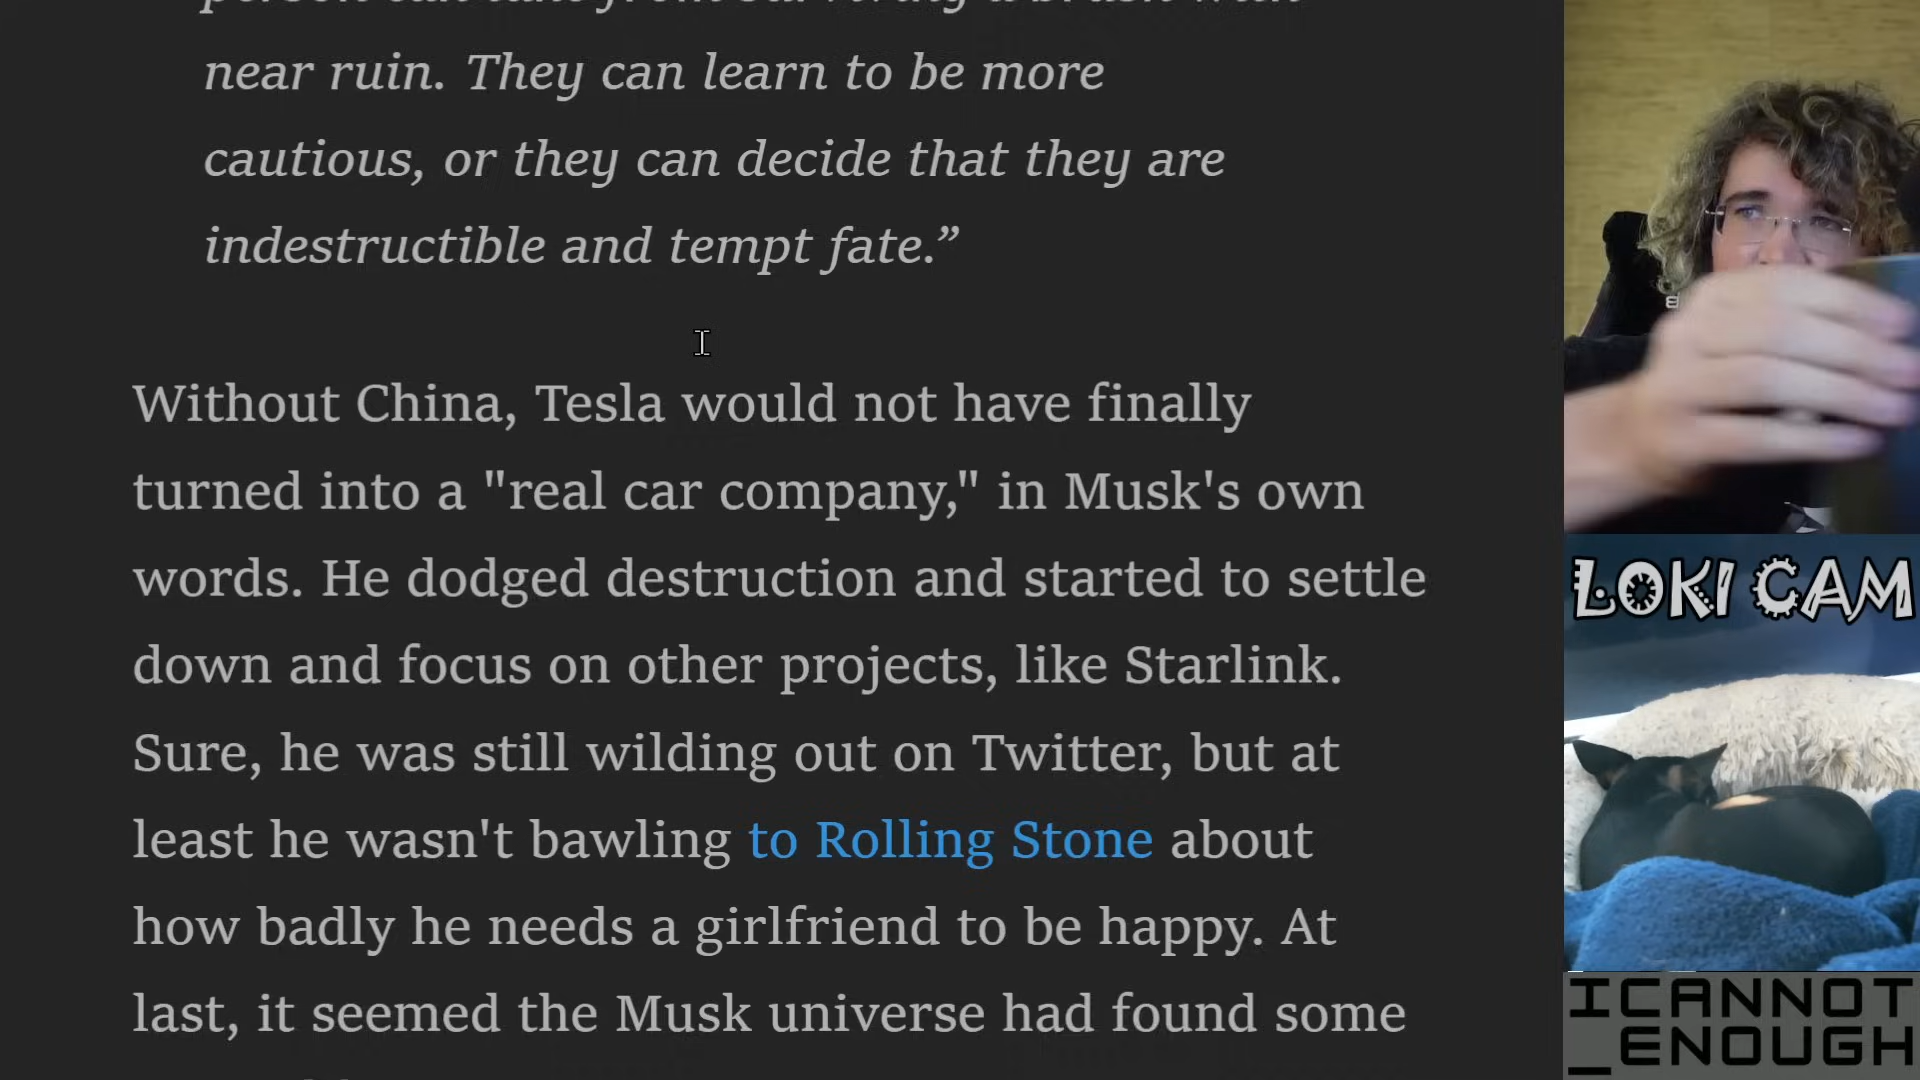 near ruin. They can learn to be more
cautious, or they can decide that they are
indestructible and tempt fate.”
Without China, Tesla would not have finally
turned into a "real car company," in Musk's own
words. He dodged destruction and started to settle
down and focus on other projects, like Starlink.
Sure, he was still wilding out on Twitter, but at
least he wasn't bawling to Rolling Stone about
how badly he needs a girlfriend to be happy. At
last, it seemed the Musk universe had found some
LOKI CAM
ICANNOT
_ENOUGH